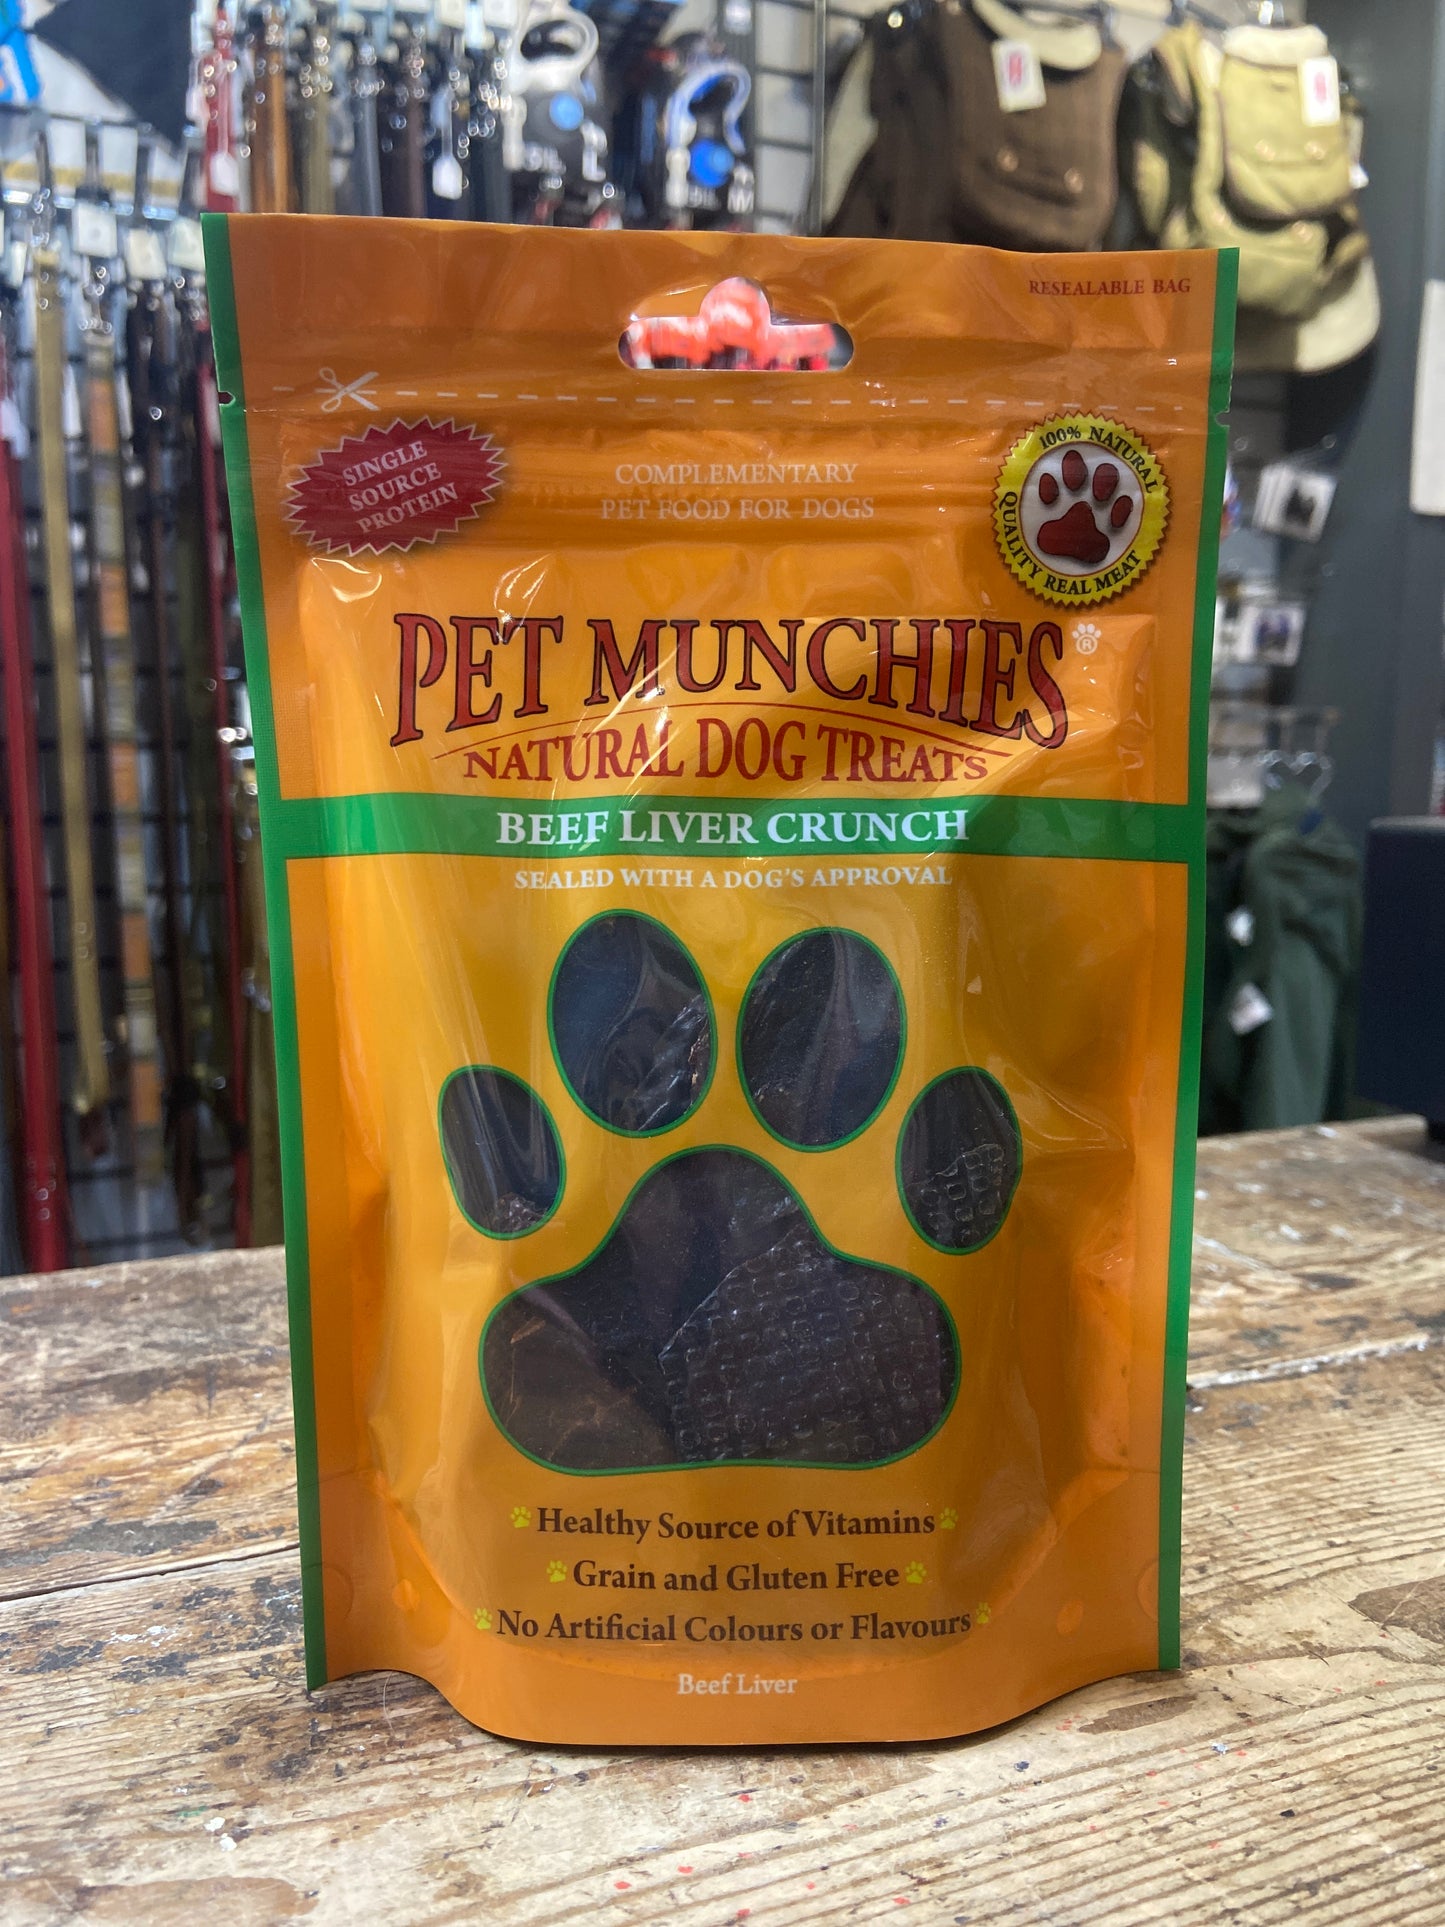 RESEALABLE BAG
SINGLE
SOURCE
PROTEIN
COMPLEMENTARY
PET FOOD FOR DOGS
100% NATURAL
QUALITY REAL MEAT
PET MUNCHIES®
NATURAL DOG TREATS
BEEF LIVER CRUNCH
SEALED WITH A DOG'S APPROVAL
Healthy Source of Vitamins
Grain and Gluten Free
No Artificial Colours or Flavours
Beef Liver